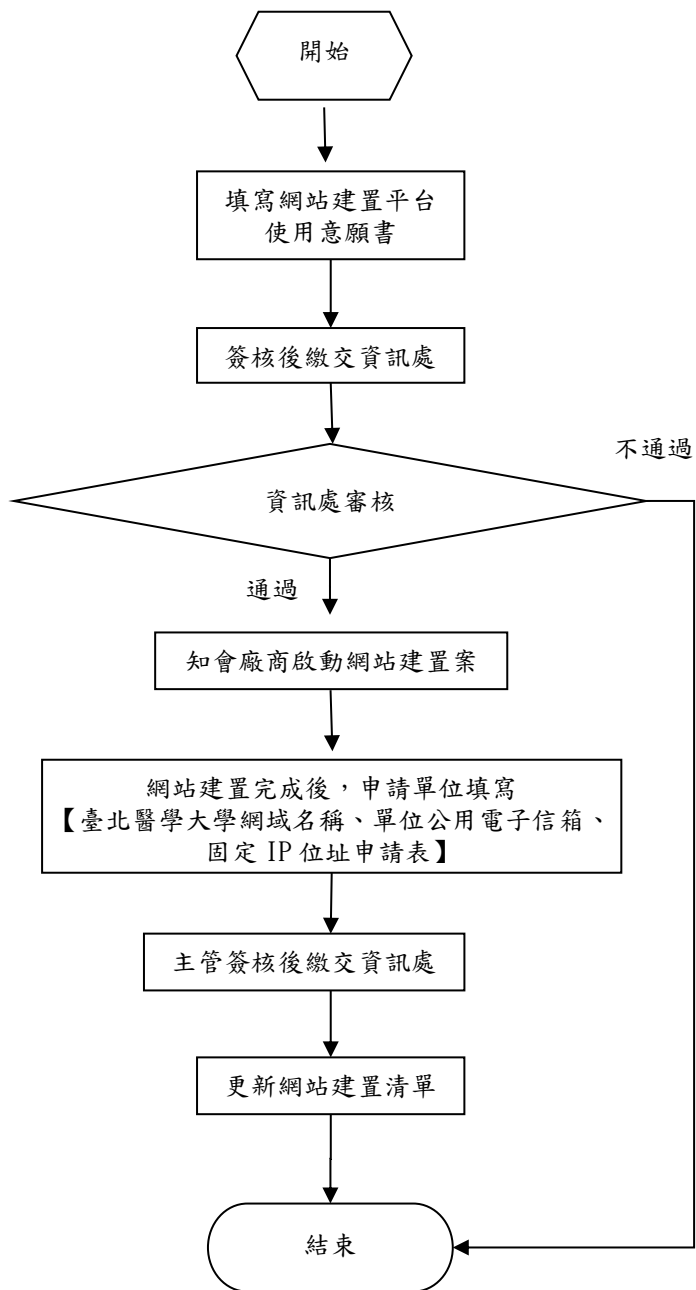 開始
填寫網站建置平台
使用意願書
簽核後繳交資訊處
不通過
資訊處審核
通過
知會廠商啟動網站建置案
網站建置完成後，申請單位填寫
【臺北醫學大學網域名稱、單位公用電子信箱、
固定 IP 位址申請表】
主管簽核後繳交資訊處
更新網站建置清單
結束